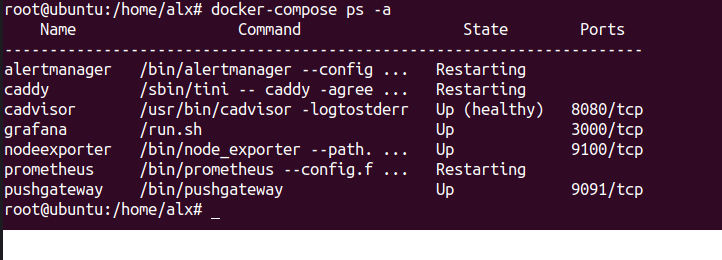 root@ubuntu:/home/alx# docker-compose ps -a
Name Command State Ports
------------------------------------------------------------------------
alertmanager /bin/alertmanager --config ... Restarting
caddy /sbin/tini -- caddy -agree ... Restarting
cadvisor /usr/bin/cadvisor -logtostderr Up (healthy) 8080/tcp
grafana /run.sh Up 3000/tcp
nodeexporter /bin/node_exporter --path. ... Up 9100/tcp
prometheus /bin/prometheus --config.f ... Restarting
pushgateway /bin/pushgateway Up 9091/tcp
root@ubuntu:/home/alx# _